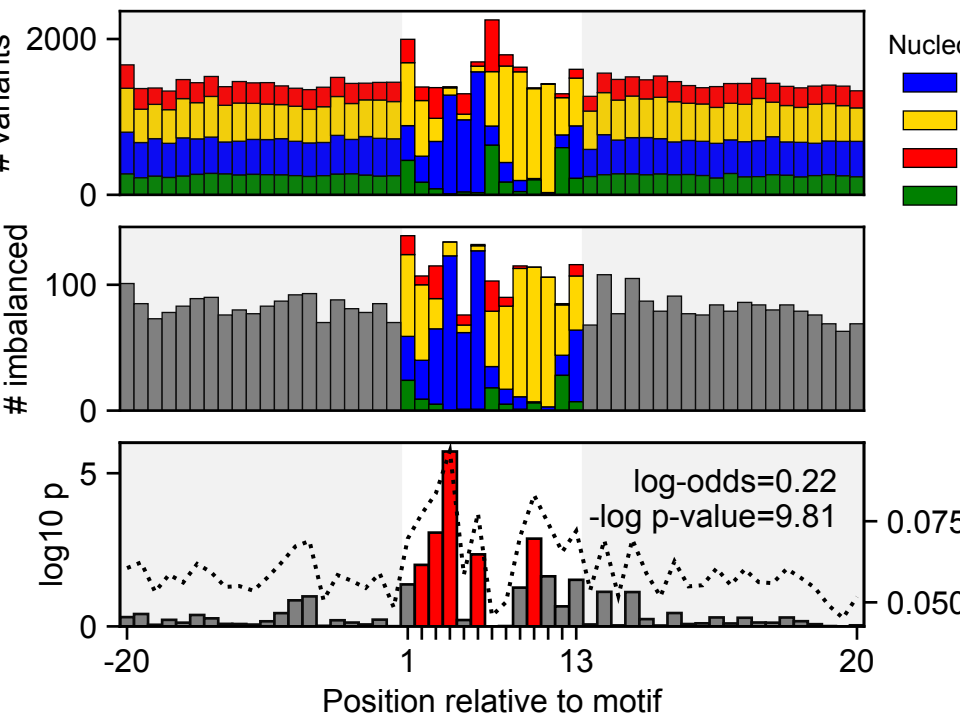 2000
# variants
0
Nucleo
100
# imbalanced
0
5
log10 p
0
log-odds=0.22
-log p-value=9.81
0.075
0.050
-20
1
13
20
Position relative to motif